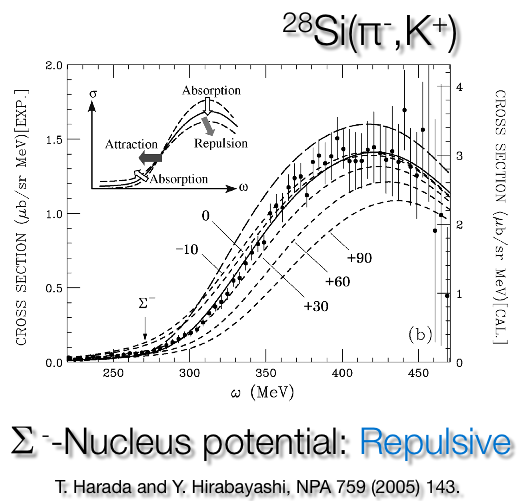 ²⁸Si(π⁻,K⁺)
CROSS SECTION (μb/sr MeV)[EXP.]
2.0
1.5
1.0
0.5
0.0
σ
Absorption
Attraction
Repulsion
Absorption
ω
0
−10
+90
+60
+30
Σ⁻
(b)
4
3
2
1
0
CROSS SECTION (μb/sr MeV)[CAL.]
250 300 350 400 450
ω (MeV)
Σ⁻-Nucleus potential: Repulsive
T. Harada and Y. Hirabayashi, NPA 759 (2005) 143.